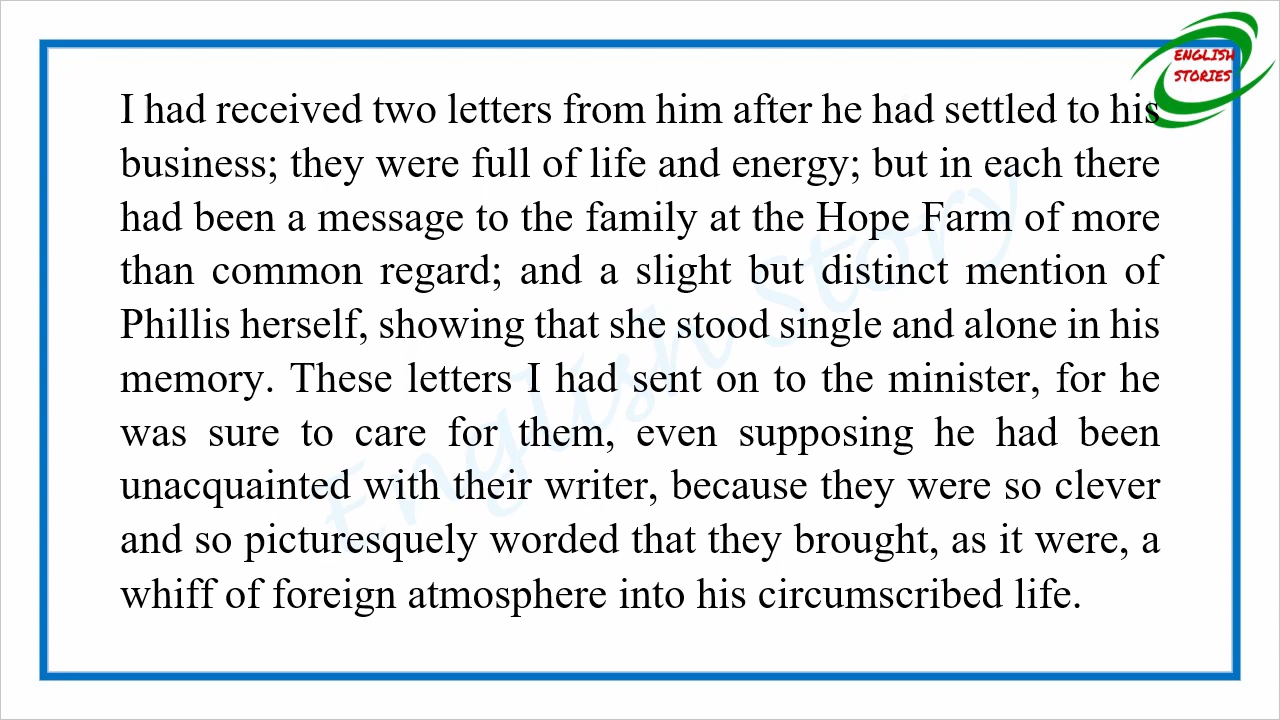 ENGLISH
STORIES
I had received two letters from him after he had settled to his
business; they were full of life and energy; but in each there
had been a message to the family at the Hope Farm of more
than common regard; and a slight but distinct mention of
Phillis herself, showing that she stood single and alone in his
memory. These letters I had sent on to the minister, for he
was sure to care for them, even supposing he had been
unacquainted with their writer, because they were so clever
and so picturesquely worded that they brought, as it were, a
whiff of foreign atmosphere into his circumscribed life.
English Story